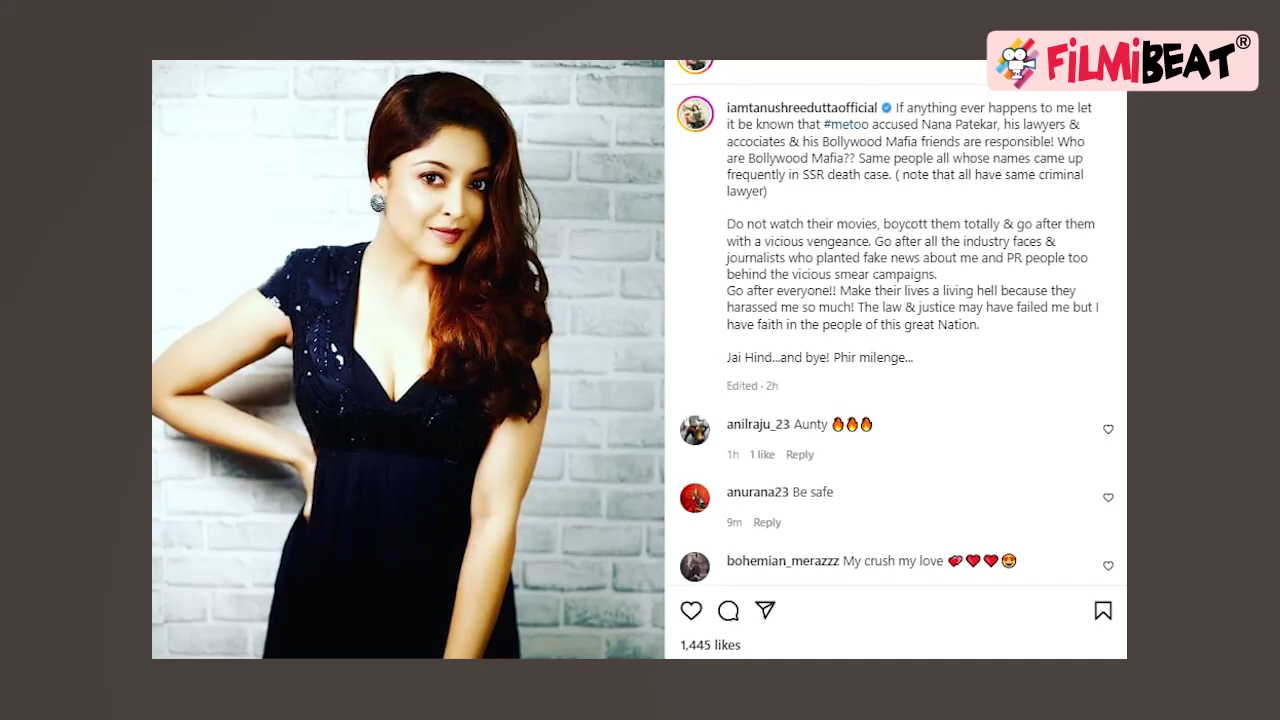 FILMIBEAT®
iamtanushreeduttaofficial If anything ever happens to me let
it be known that #metoo accused Nana Patekar, his lawyers &
accociates & his Bollywood Mafia friends are responsible! Who
are Bollywood Mafia?? Same people all whose names came up
frequently in SSR death case. ( note that all have same criminal
lawyer)
Do not watch their movies, boycott them totally & go after them
with a vicious vengeance. Go after all the industry faces &
journalists who planted fake news about me and PR people too
behind the vicious smear campaigns.
Go after everyone!! Make their lives a living hell because they
harassed me so much! The law & justice may have failed me but I
have faith in the people of this great Nation.
Jai Hind...and bye! Phir milenge...
Edited · 2h
anilraju_23 Aunty 🔥🔥🔥
1h 1 like Reply
anurana23 Be safe
9m Reply
bohemian_merazzz My crush my love 💕❤️❤️😍
1,445 likes